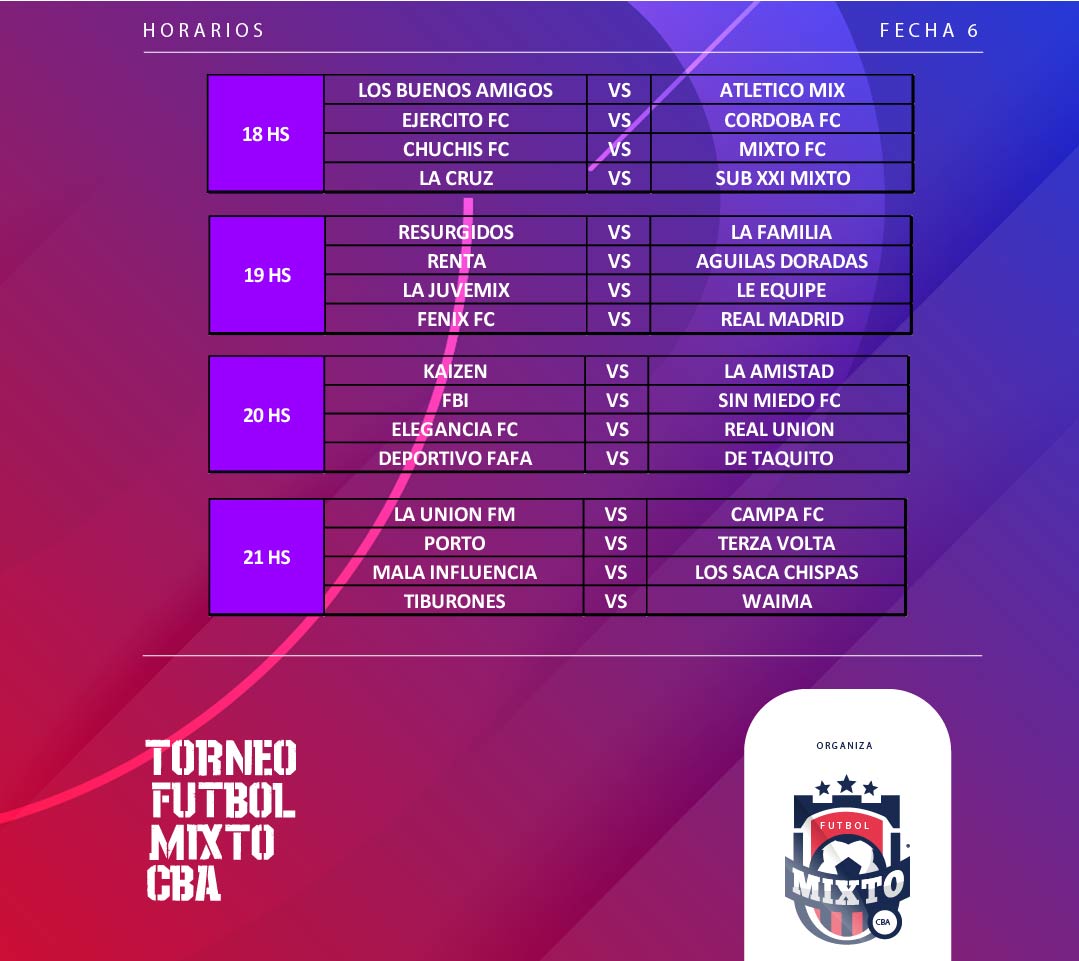 HORARIOS FECHA 6
18 HS
LOS BUENOS AMIGOS VS ATLETICO MIX
EJERCITO FC VS CORDOBA FC
CHUCHIS FC VS MIXTO FC
LA CRUZ VS SUB XXI MIXTO
19 HS
RESURGIDOS VS LA FAMILIA
RENTA VS AGUILAS DORADAS
LA JUVEMIX VS LE EQUIPE
FENIX FC VS REAL MADRID
20 HS
KAIZEN VS LA AMISTAD
FBI VS SIN MIEDO FC
ELEGANCIA FC VS REAL UNION
DEPORTIVO FAFA VS DE TAQUITO
21 HS
LA UNION FM VS CAMPA FC
PORTO VS TERZA VOLTA
MALA INFLUENCIA VS LOS SACA CHISPAS
TIBURONES VS WAIMA
TORNEO
FUTBOL
MIXTO
CBA
ORGANIZA
FUTBOL
MIXTO
CBA